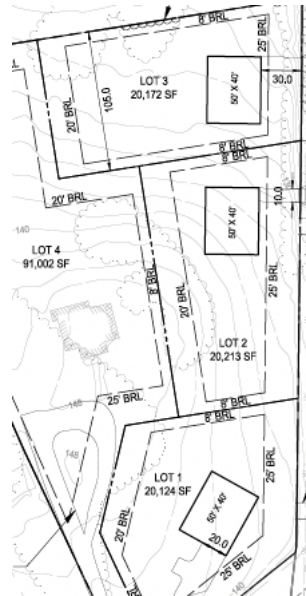 8' BRL
25' BRL
LOT 3
20,172 SF
50' X 40'
30.0
105.0
20' BRL
8' BRL
8' BRL
20' BRL
10.0
50' X 40'
140
LOT 4
91,002 SF
8' BRL
20' BRL
25' BRL
LOT 2
20,213 SF
25' BRL
8' BRL
8' BRL
148
148
LOT 1
20,124 SF
25' BRL
20' BRL
50' X 40'
20.0
25' BRL
140